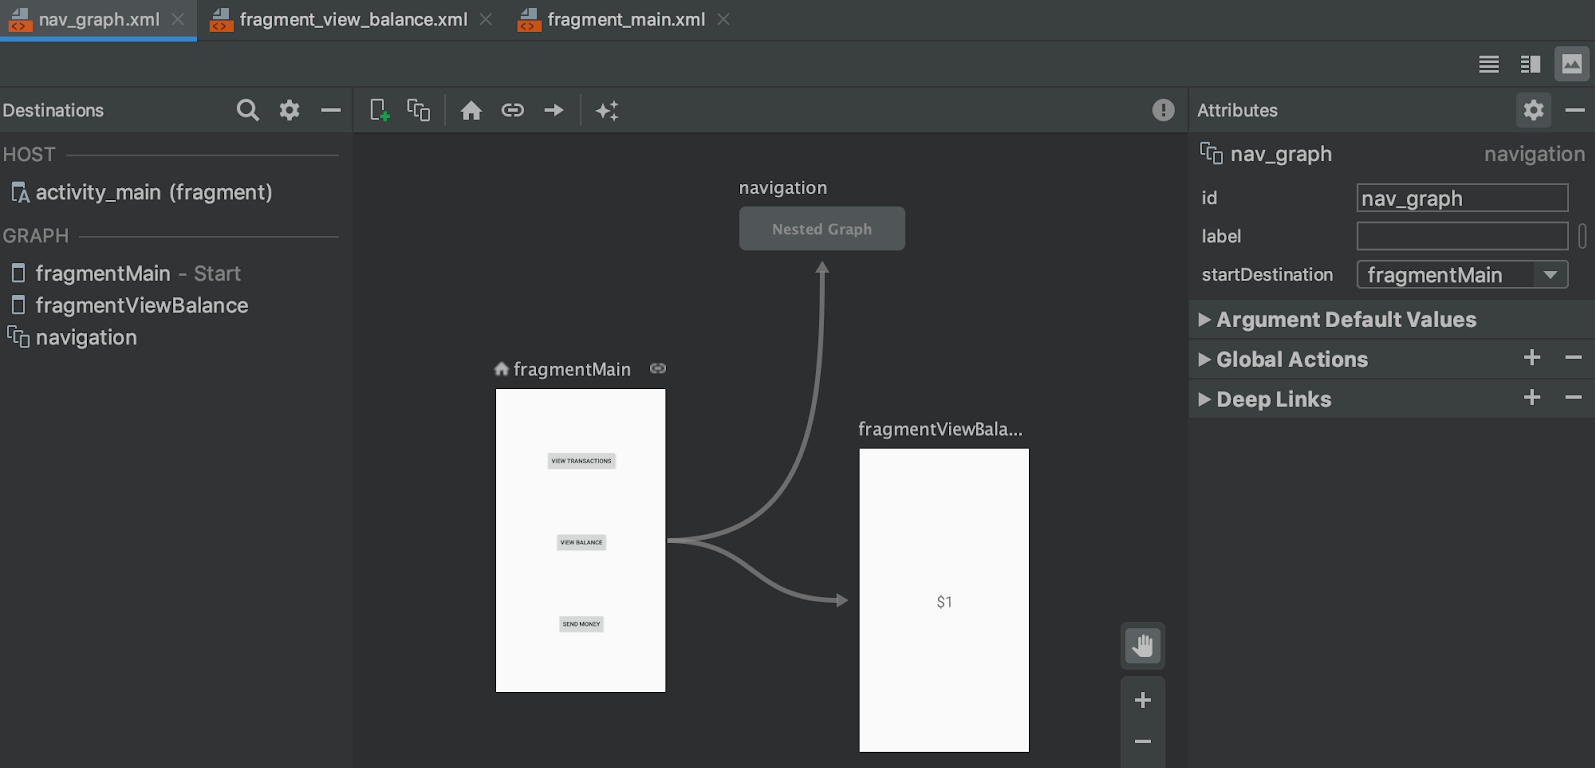 nav_graph.xml fragment_view_balance.xml fragment_main.xml
Destinations
Attributes
HOST
activity_main (fragment)
GRAPH
fragmentMain - Start
fragmentViewBalance
navigation
navigation
Nested Graph
fragmentMain
VIEW TRANSACTIONS
VIEW BALANCE
SEND MONEY
fragmentViewBala...
$1
nav_graph navigation
id nav_graph
label
startDestination fragmentMain
Argument Default Values
Global Actions
Deep Links